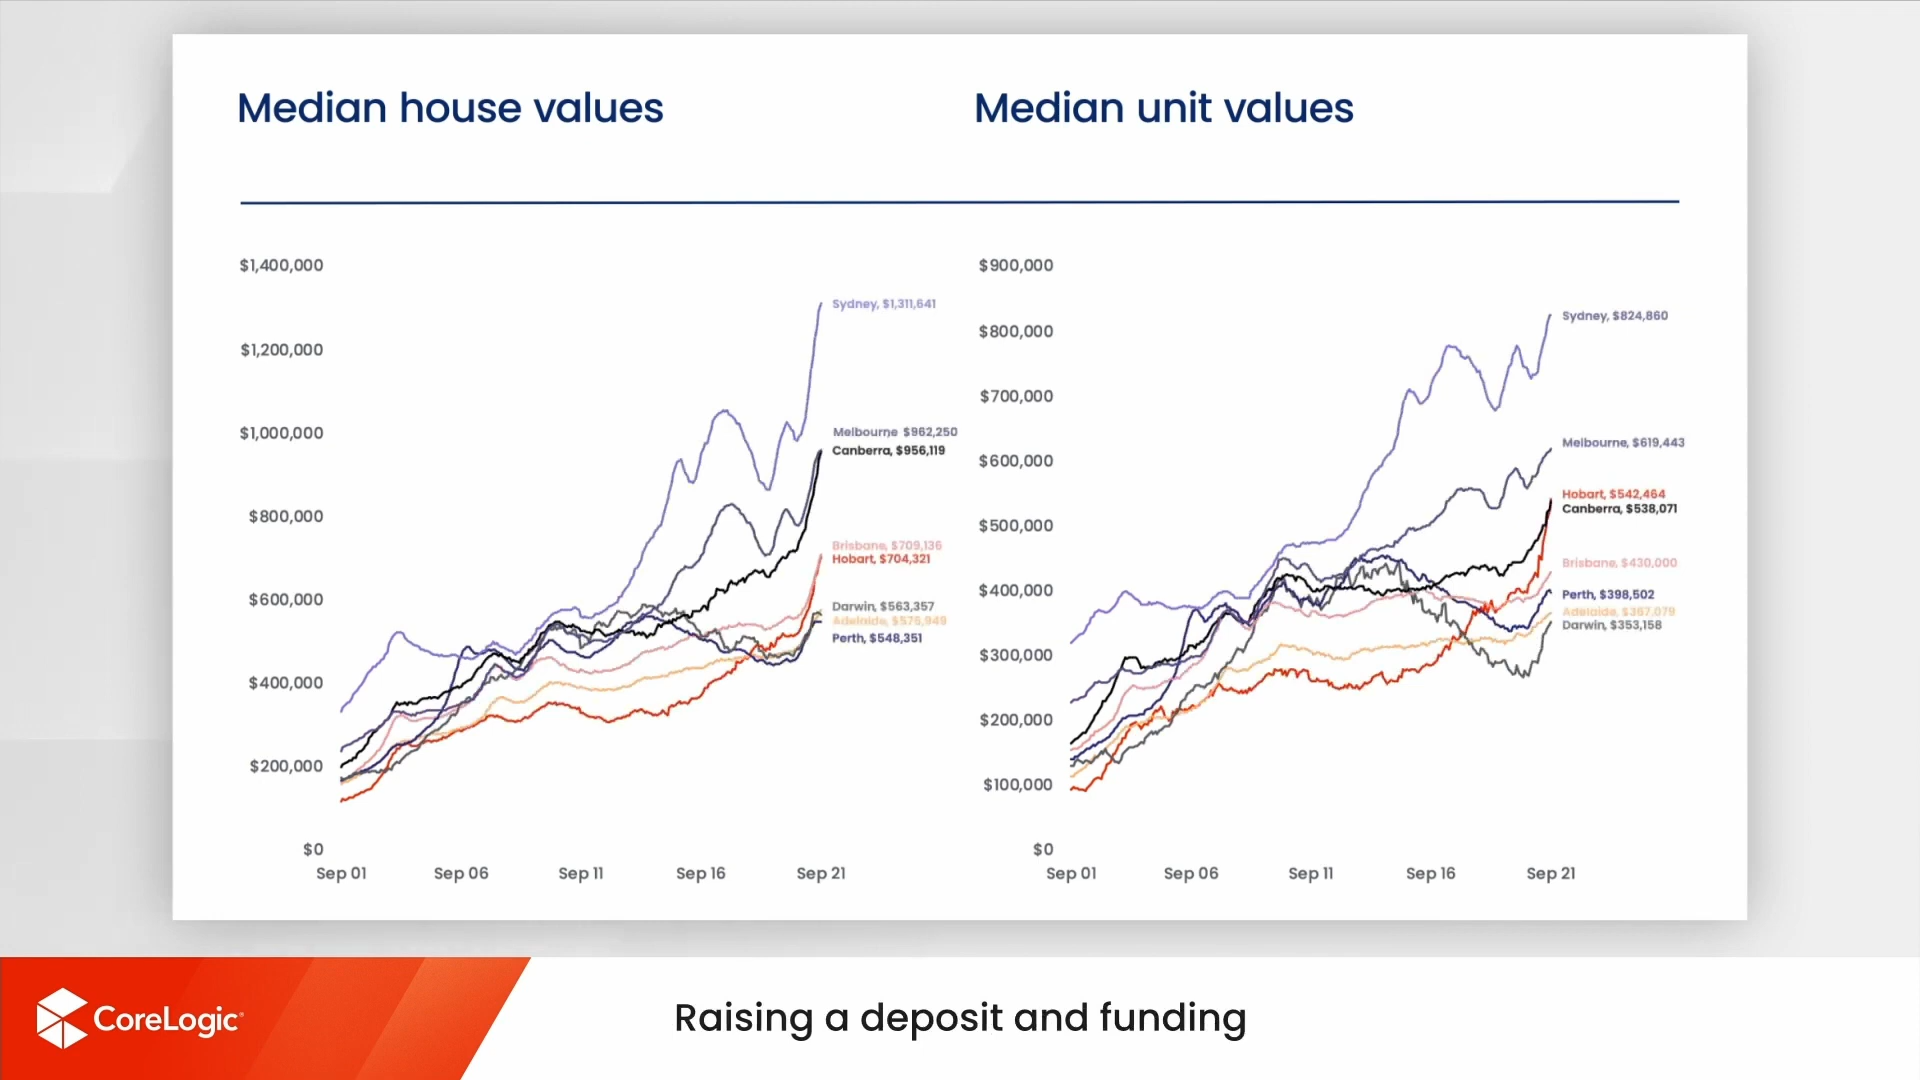 Median house values
Median unit values
$1,400,000
$1,200,000
$1,000,000
$800,000
$600,000
$400,000
$200,000
$0
Sep 01
Sep 06
Sep 11
Sep 16
Sep 21
Sydney, $1,311,641
Melbourne $962,250
Canberra, $956,119
Brisbane, $709,136
Hobart, $704,321
Darwin, $563,357
Adelaide, $575,949
Perth, $548,351
$900,000
$800,000
$700,000
$600,000
$500,000
$400,000
$300,000
$200,000
$100,000
$0
Sep 01
Sep 06
Sep 11
Sep 16
Sep 21
Sydney, $824,860
Melbourne, $619,443
Hobart, $542,464
Canberra, $538,071
Brisbane, $430,000
Perth, $398,502
Adelaide, $367,079
Darwin, $353,158
CoreLogic
Raising a deposit and funding